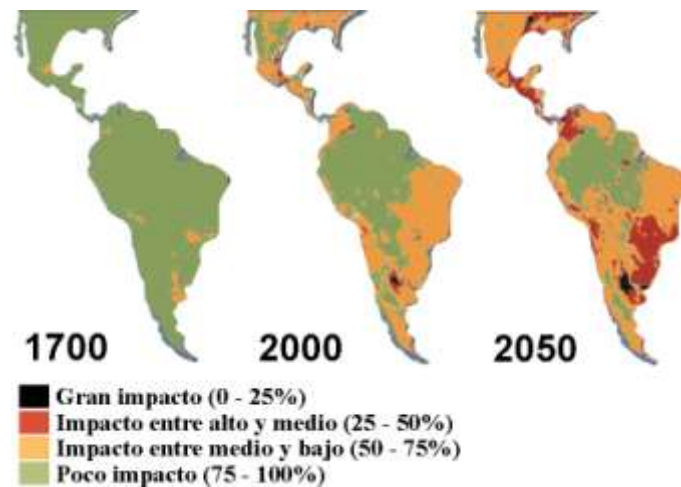 1700
2000
2050
Gran impacto (0 - 25%)
Impacto entre alto y medio (25 - 50%)
Impacto entre medio y bajo (50 - 75%)
Poco impacto (75 - 100%)